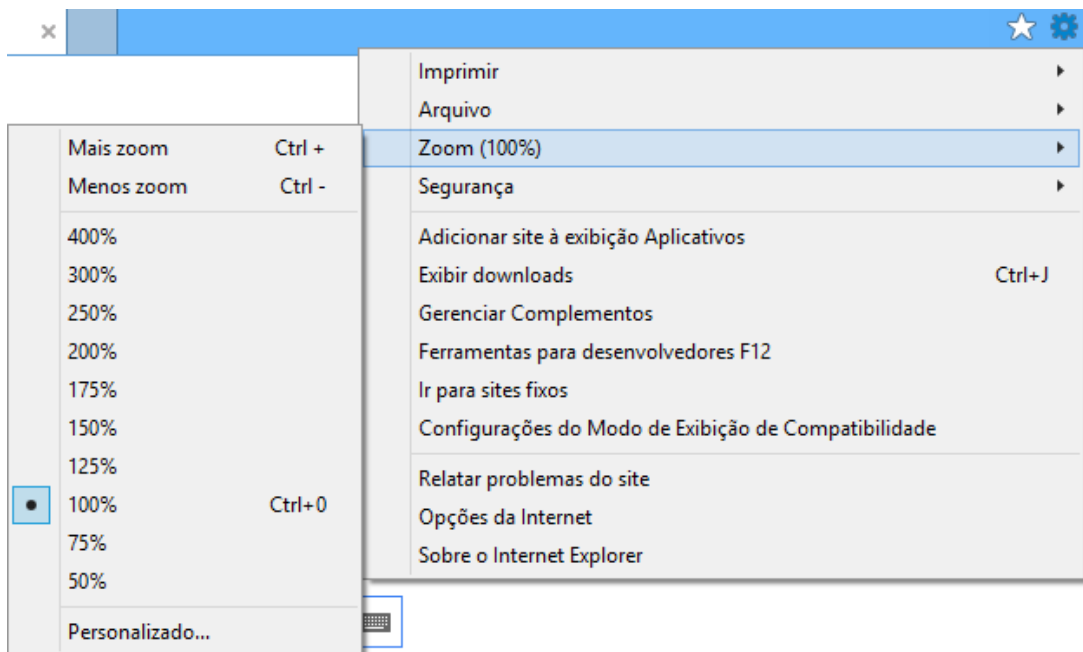 Imprimir
Arquivo
Zoom (100%)
Segurança
Adicionar site à exibição Aplicativos
Exibir downloads Ctrl+J
Gerenciar Complementos
Ferramentas para desenvolvedores F12
Ir para sites fixos
Configurações do Modo de Exibição de Compatibilidade
Relatar problemas do site
Opções da Internet
Sobre o Internet Explorer
Mais zoom Ctrl +
Menos zoom Ctrl -
400%
300%
250%
200%
175%
150%
125%
100% Ctrl+0
75%
50%
Personalizado...